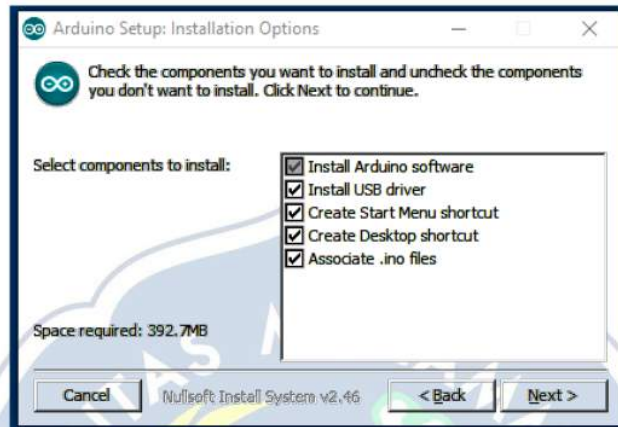 Arduino Setup: Installation Options
Check the components you want to install and uncheck the components
you don't want to install. Click Next to continue.
Select components to install:
Install Arduino software
Install USB driver
Create Start Menu shortcut
Create Desktop shortcut
Associate .ino files
Space required: 392.7MB
Cancel
Nullsoft Install System v2.46
< Back
Next >